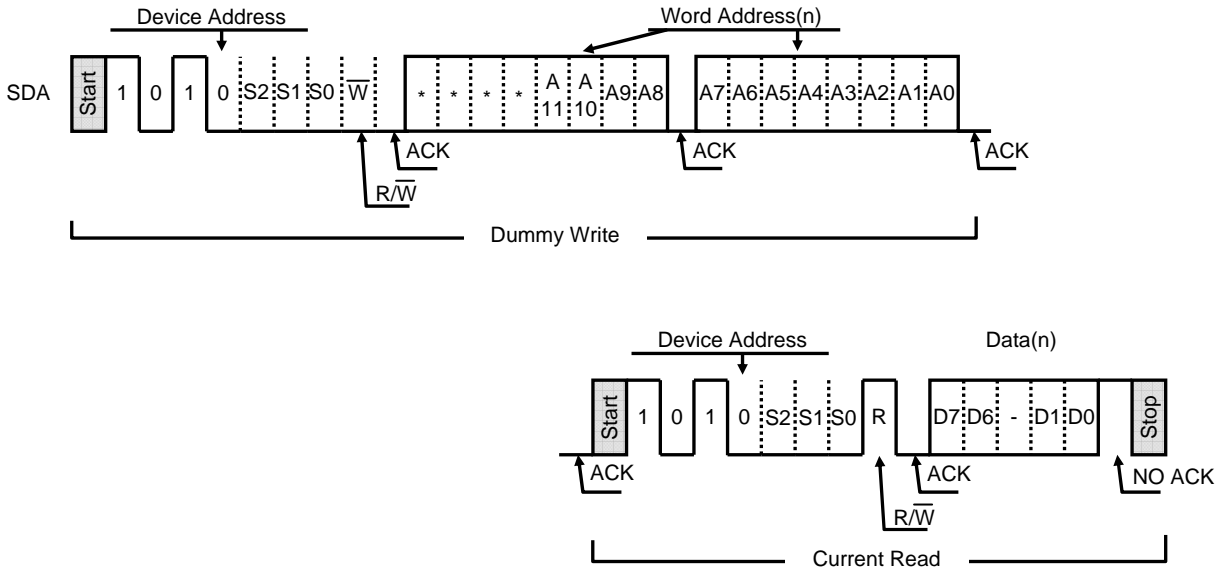 Device Address
Word Address(n)
SDA Start 1 0 1 0 S2 S1 S0 W̅ * * * * A11 A10 A9 A8 A7 A6 A5 A4 A3 A2 A1 A0
ACK ACK ACK
R/W̅
Dummy Write
Device Address Data(n)
Start 1 0 1 0 S2 S1 S0 R D7 D6 - D1 D0 Stop
ACK ACK NO ACK
R/W̅
Current Read